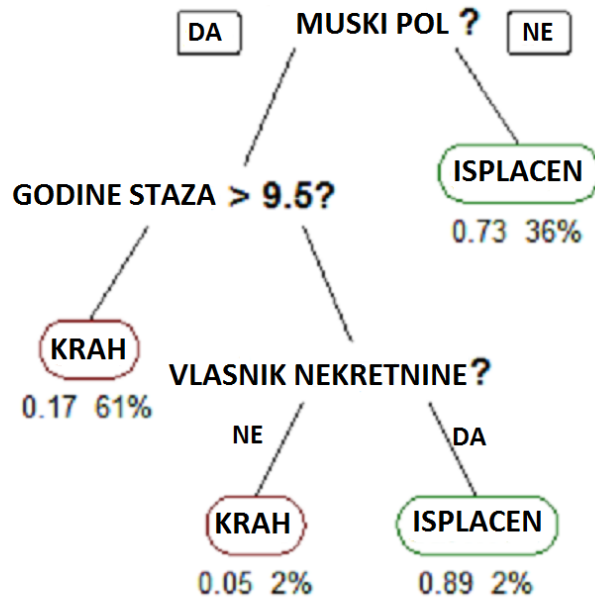 DA
MUSKI POL ?
NE
ISPLACEN
0.73 36%
GODINE STAZA > 9.5?
KRAH
0.17 61%
VLASNIK NEKRETNINE?
NE
DA
KRAH
0.05 2%
ISPLACEN
0.89 2%